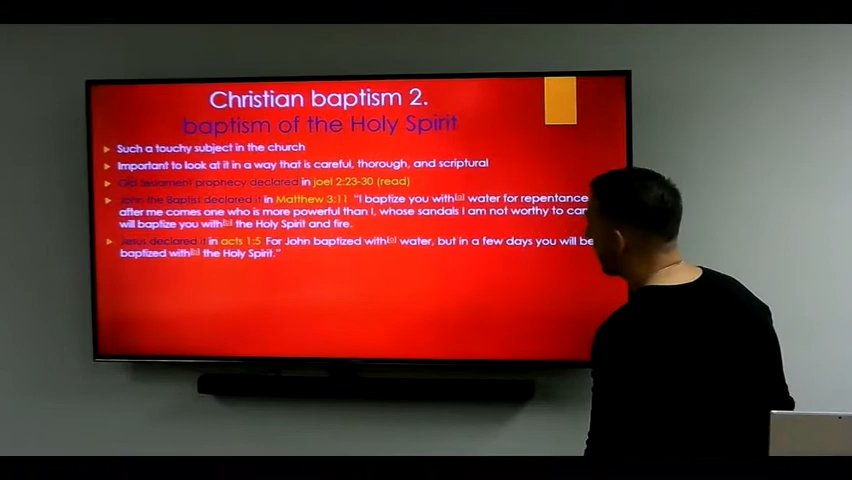 Christian baptism 2.
baptism of the Holy Spirit
Such a touchy subject in the church
Important to look at it in a way that is careful, thorough, and scriptural
Old testament prophecy declared in joel 2:23-30 (read)
John the Baptist declared it in Matthew 3:11 "I baptize you with water for repentance
after me comes one who is more powerful than I, whose sandals I am not worthy to
will baptize you with the Holy Spirit and fire.
Jesus declared it in acts 1:5 For John baptized with water, but in a few days you will be
baptized with the Holy Spirit."